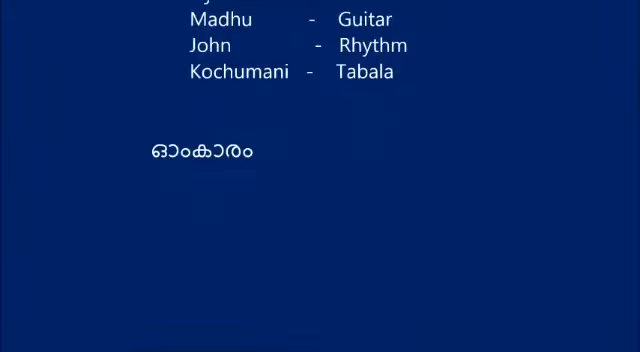 Madhu - Guitar
John - Rhythm
Kochumani - Tabala
ഓംകാരം